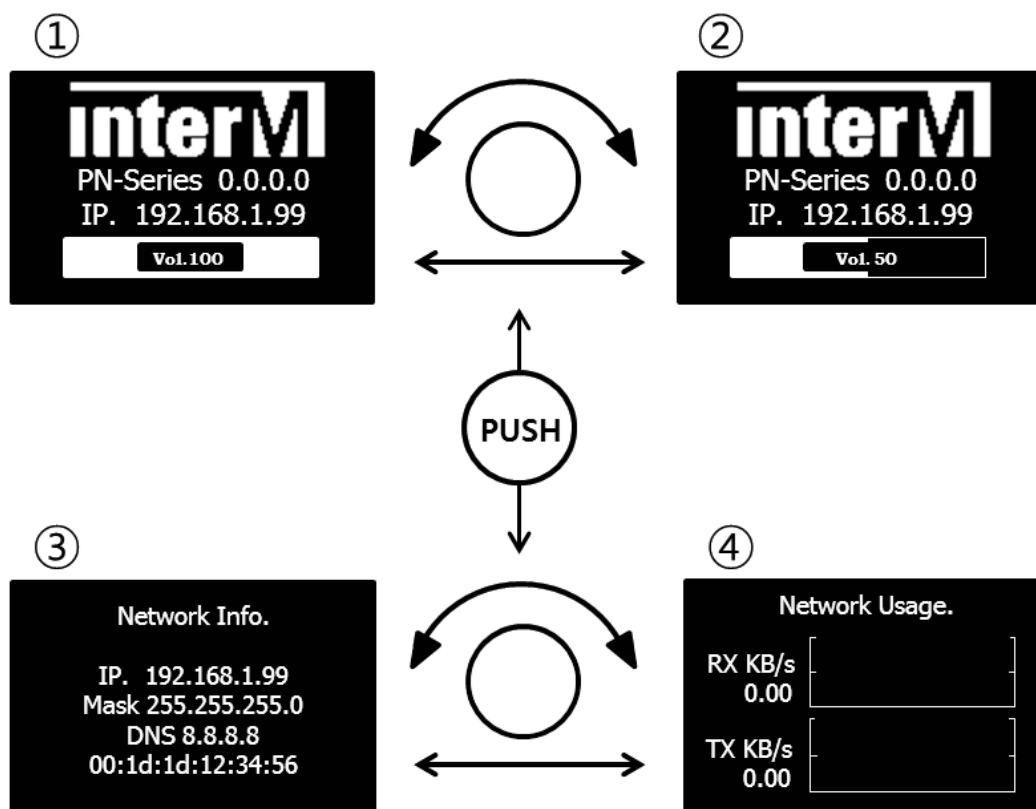 ①
②
interM
PN-Series 0.0.0.0
IP. 192.168.1.99
Vol.100
interM
PN-Series 0.0.0.0
IP. 192.168.1.99
Vol. 50
PUSH
③
④
Network Info.
IP. 192.168.1.99
Mask 255.255.255.0
DNS 8.8.8.8
00:1d:1d:12:34:56
Network Usage.
RX KB/s
0.00
TX KB/s
0.00